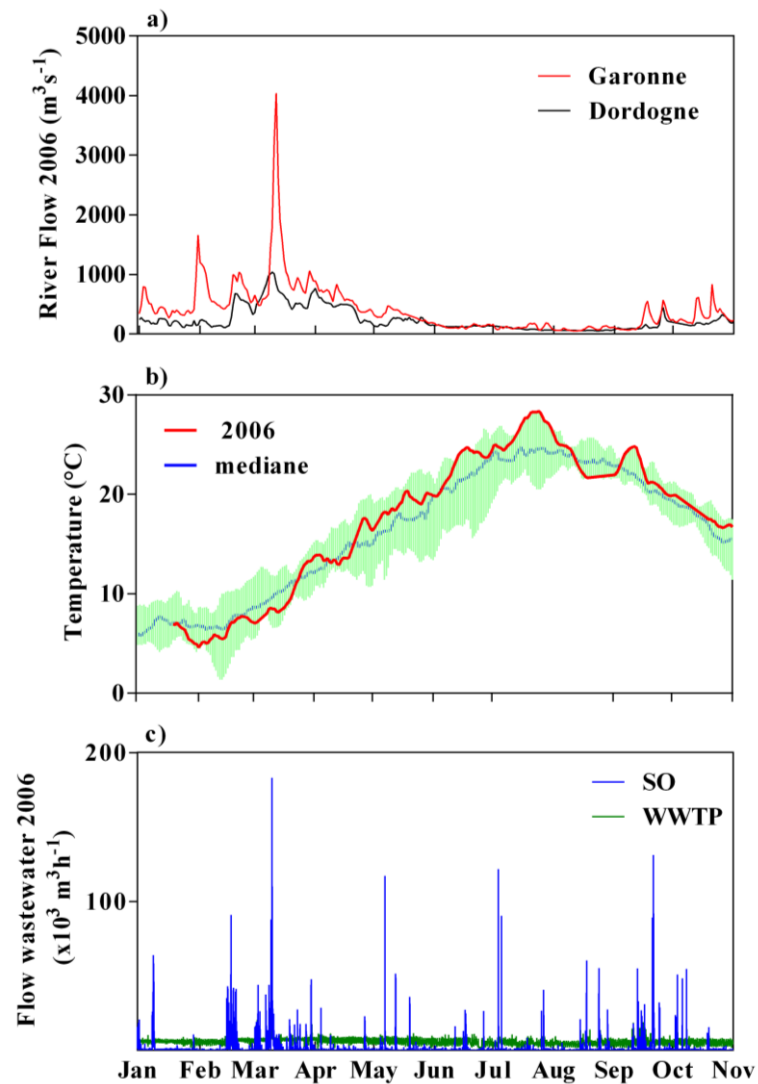 a)
River Flow 2006 (m³s⁻¹)
5000
4000
3000
2000
1000
0
Garonne
Dordogne
b)
Temperature (°C)
30
20
10
0
2006
mediane
c)
Flow wastewater 2006
(x10³ m³h⁻¹)
200
100
SO
WWTP
Jan Feb Mar Apr May Jun Jul Aug Sep Oct Nov